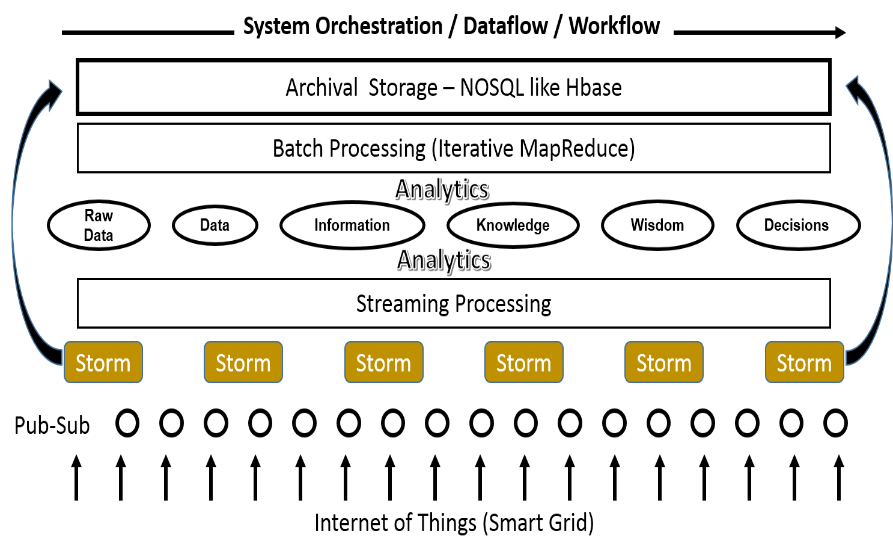 System Orchestration / Dataflow / Workflow
Archival Storage – NOSQL like Hbase
Batch Processing (Iterative MapReduce)
Analytics
Raw
Data
Data
Information
Knowledge
Wisdom
Decisions
Analytics
Streaming Processing
Storm
Storm
Storm
Storm
Storm
Storm
Pub-Sub
Internet of Things (Smart Grid)